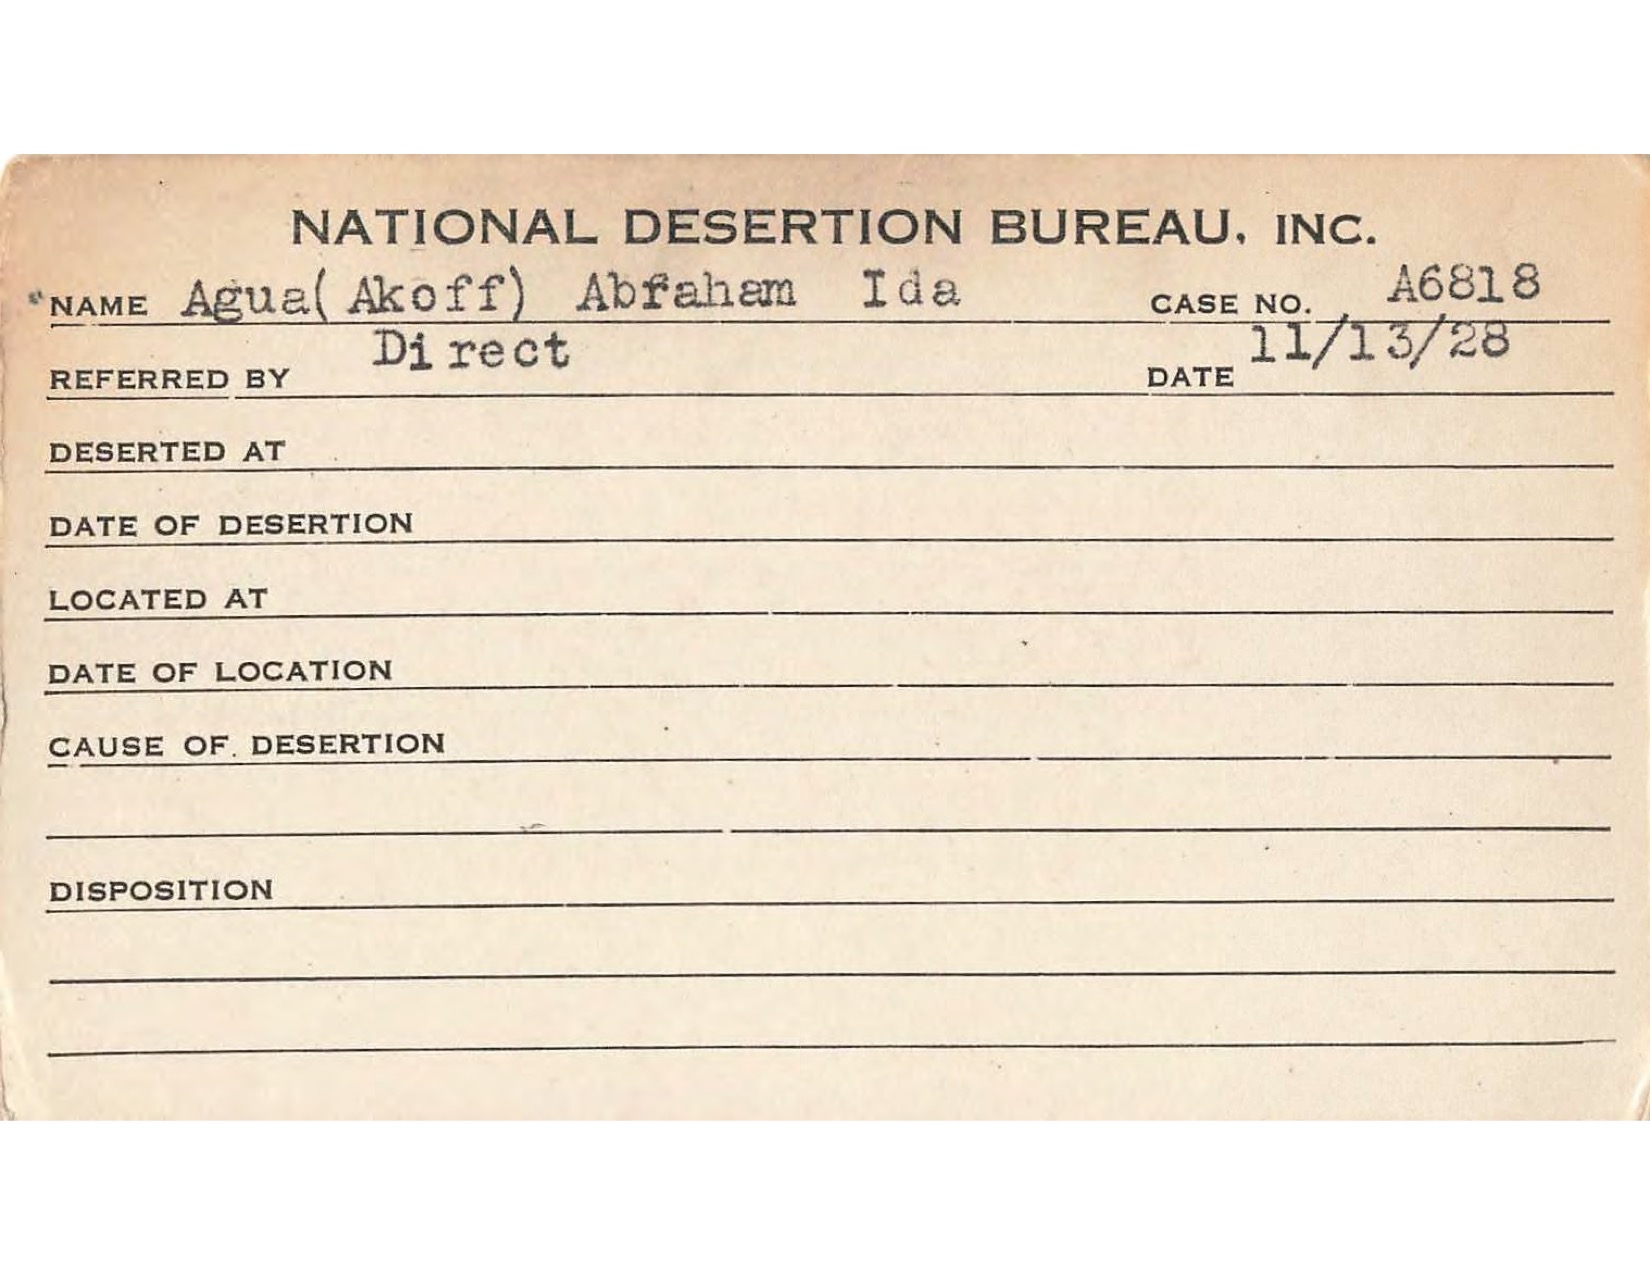 NATIONAL DESERTION BUREAU, INC.
NAME Agua( Akoff) Abraham Ida CASE NO. A6818
REFERRED BY Direct DATE 11/13/28
DESERTED AT
DATE OF DESERTION
LOCATED AT
DATE OF LOCATION
CAUSE OF DESERTION
DISPOSITION